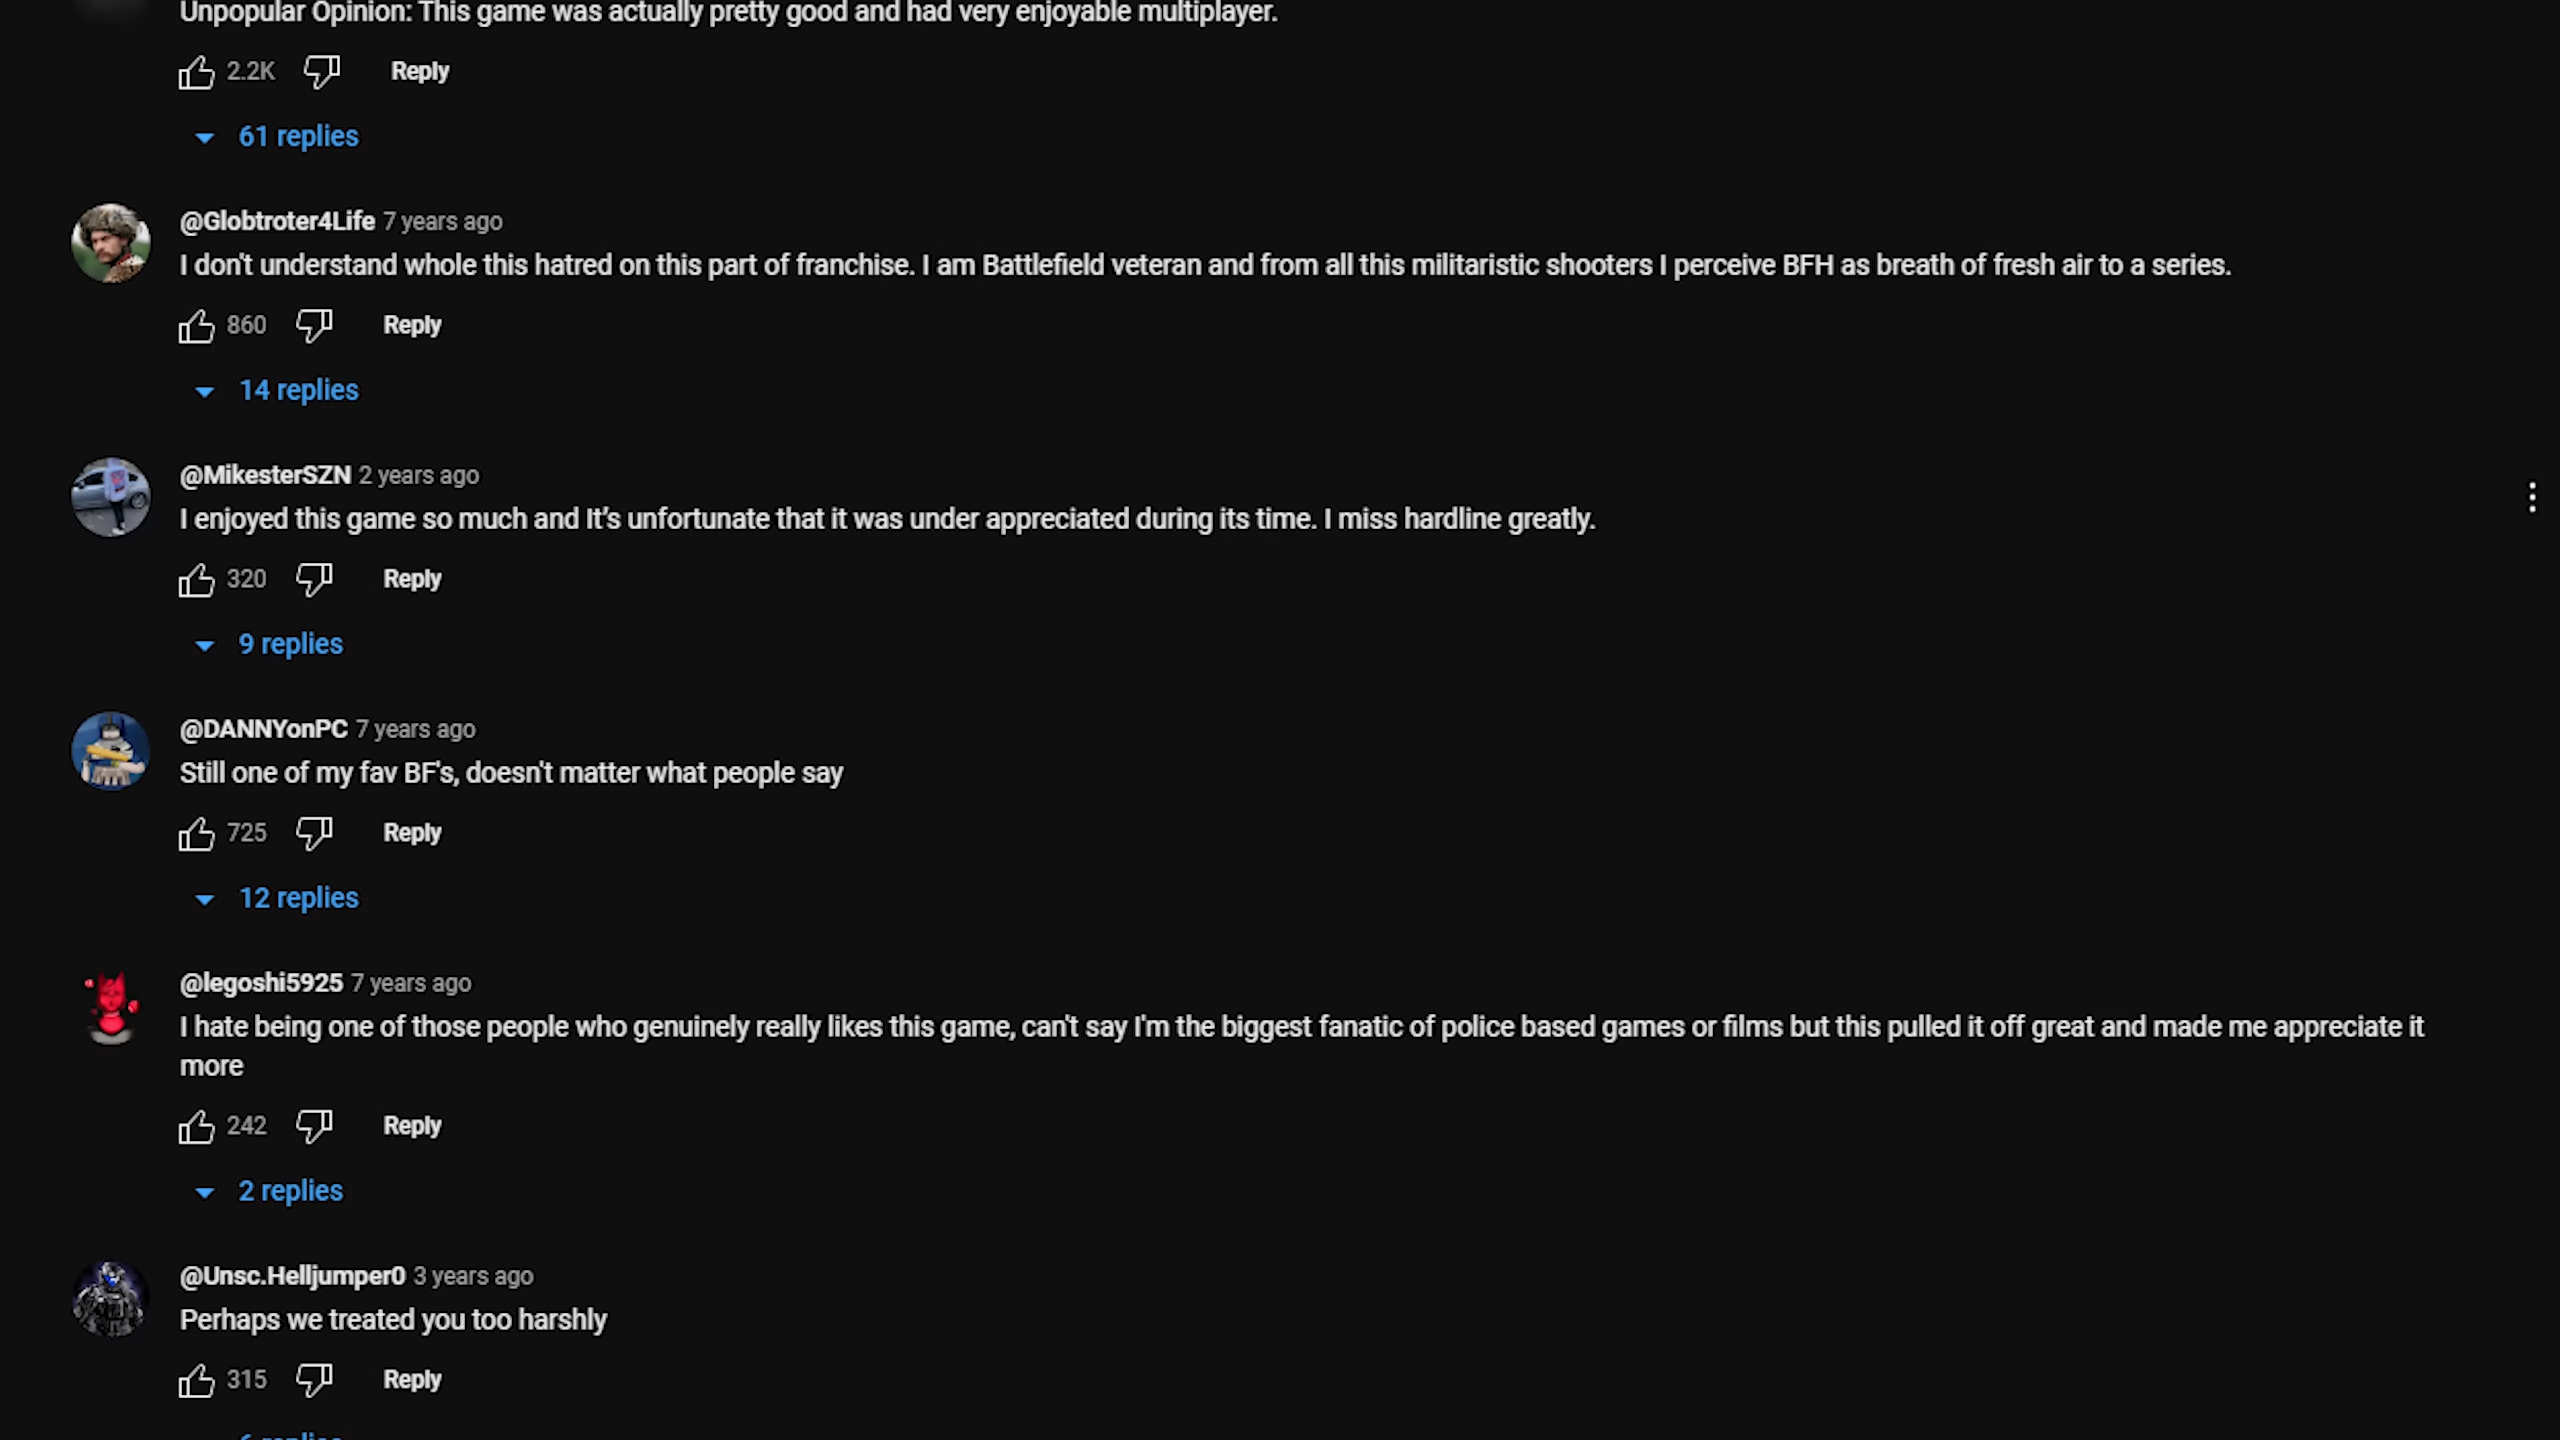 Unpopular Opinion: This game was actually pretty good and had very enjoyable multiplayer.
2.2K Reply
61 replies
@Globtroter4Life 7 years ago
I don't understand whole this hatred on this part of franchise. I am Battlefield veteran and from all this militaristic shooters I perceive BFH as breath of fresh air to a series.
860 Reply
14 replies
@MikesterSZN 2 years ago
I enjoyed this game so much and It's unfortunate that it was under appreciated during its time. I miss hardline greatly.
320 Reply
9 replies
@DANNYonPC 7 years ago
Still one of my fav BF's, doesn't matter what people say
725 Reply
12 replies
@legoshi5925 7 years ago
I hate being one of those people who genuinely really likes this game, can't say I'm the biggest fanatic of police based games or films but this pulled it off great and made me appreciate it
more
242 Reply
2 replies
@Unsc.Helljumper0 3 years ago
Perhaps we treated you too harshly
315 Reply
replies